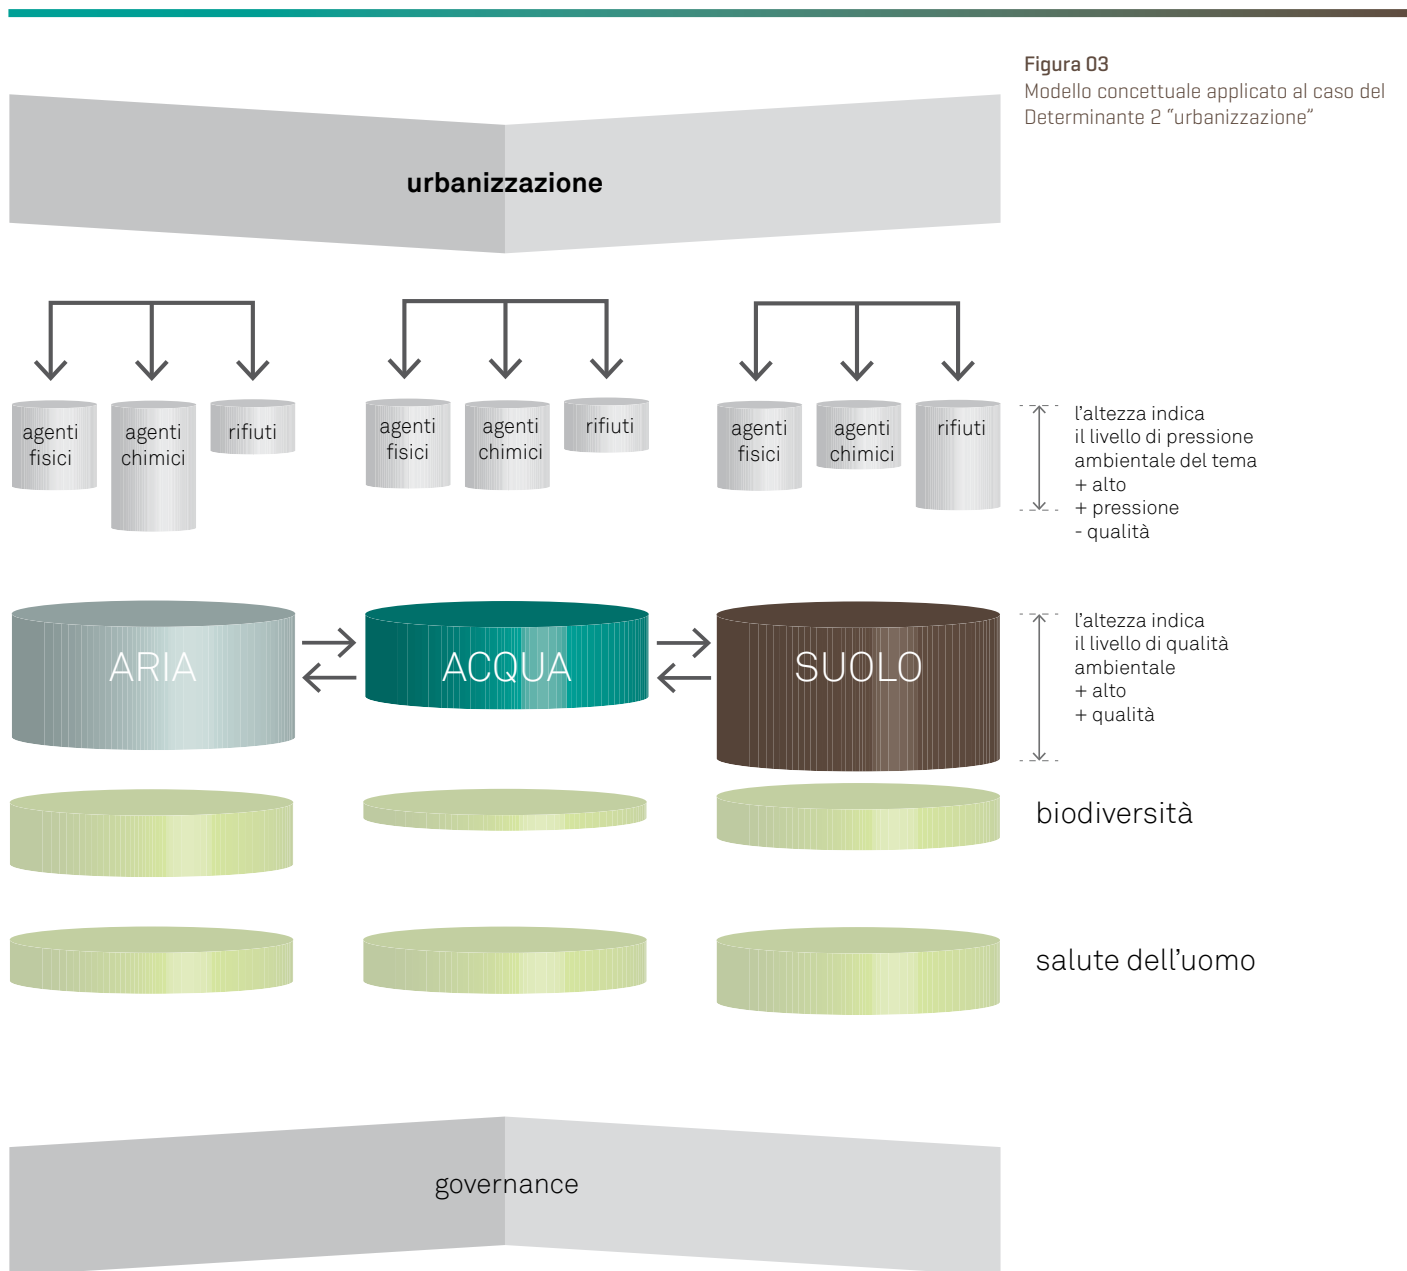 Figura 03
Modello concettuale applicato al caso del
Determinante 2 “urbanizzazione”
urbanizzazione
agenti
fisici
agenti
chimici
rifiuti
agenti
fisici
agenti
chimici
rifiuti
agenti
fisici
agenti
chimici
rifiuti
l'altezza indica
il livello di pressione
ambientale del tema
+ alto
+ pressione
- qualità
ARIA
ACQUA
SUOLO
l'altezza indica
il livello di qualità
ambientale
+ alto
+ qualità
biodiversità
salute dell'uomo
governance